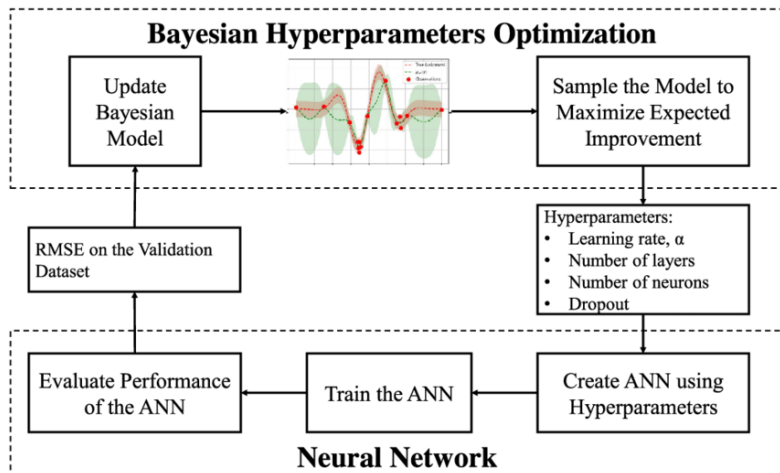 Bayesian Hyperparameters Optimization
Update
Bayesian
Model
Observations
Sample the Model to
Maximize Expected
Improvement
RMSE on the Validation
Dataset
Hyperparameters:
• Learning rate, α
• Number of layers
• Number of neurons
• Dropout
Evaluate Performance
of the ANN
Train the ANN
Create ANN using
Hyperparameters
Neural Network